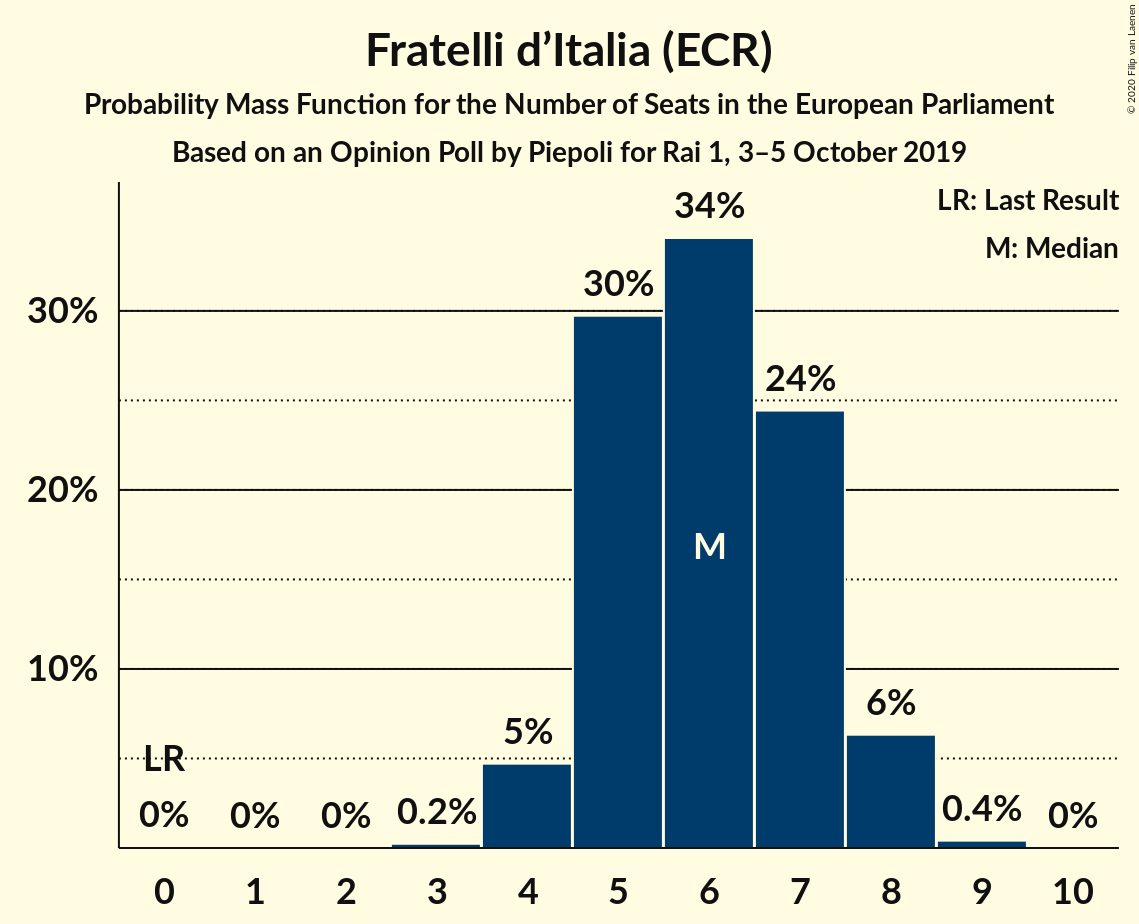 Fratelli d’Italia (ECR)
Probability Mass Function for the Number of Seats in the European Parliament
Based on an Opinion Poll by Piepoli for Rai 1, 3–5 October 2019
© 2020 Filip van Laenen
LR: Last Result
M: Median
34%
30%
30%
24%
20%
M
10%
6%
5%
LR
0%
0%
0%
0.2%
0.4%
0%
0 1 2 3 4 5 6 7 8 9 10